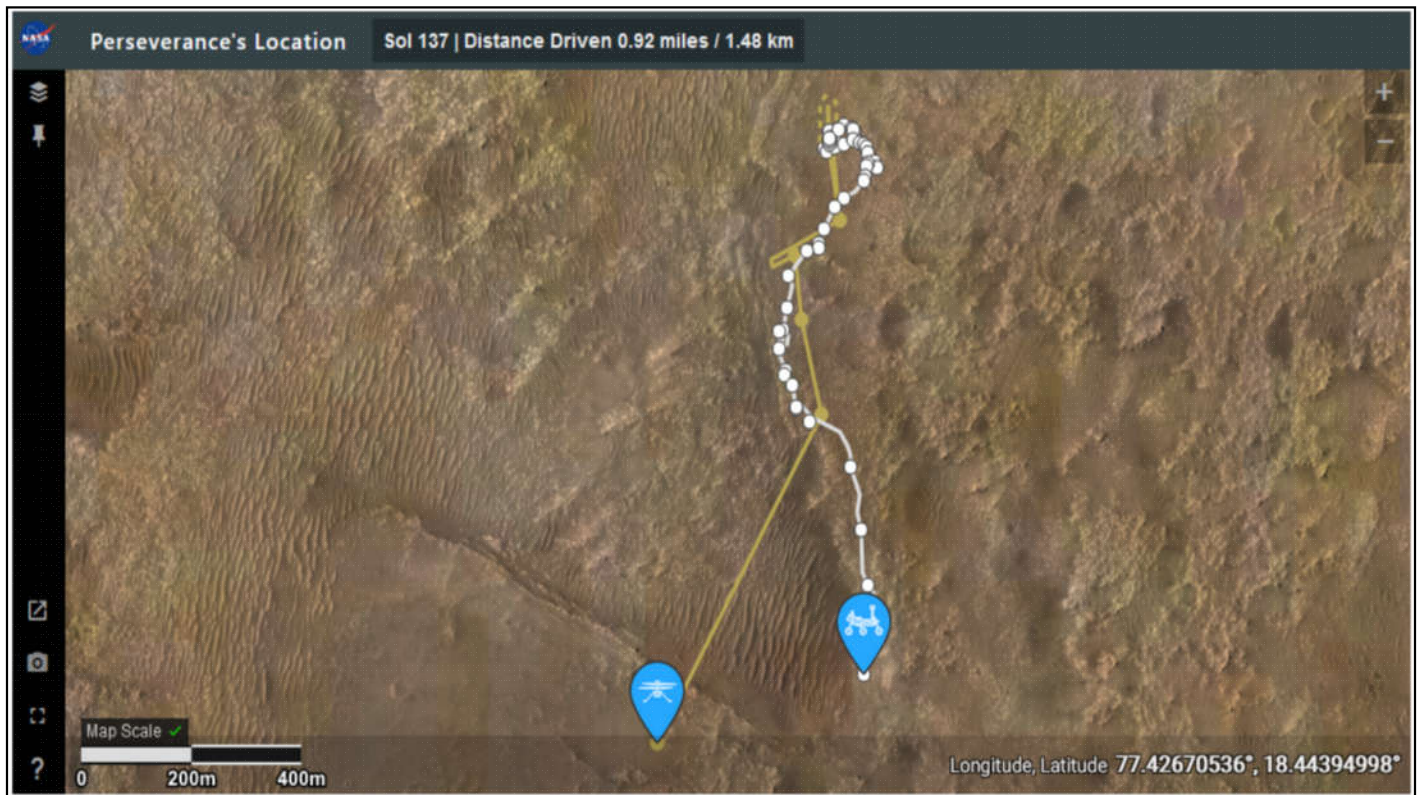 NASA
Perseverance's Location
Sol 137 | Distance Driven 0.92 miles / 1.48 km
+
−
Map Scale ✓
0 200m 400m
?
Longitude, Latitude 77.42670536°, 18.44394998°